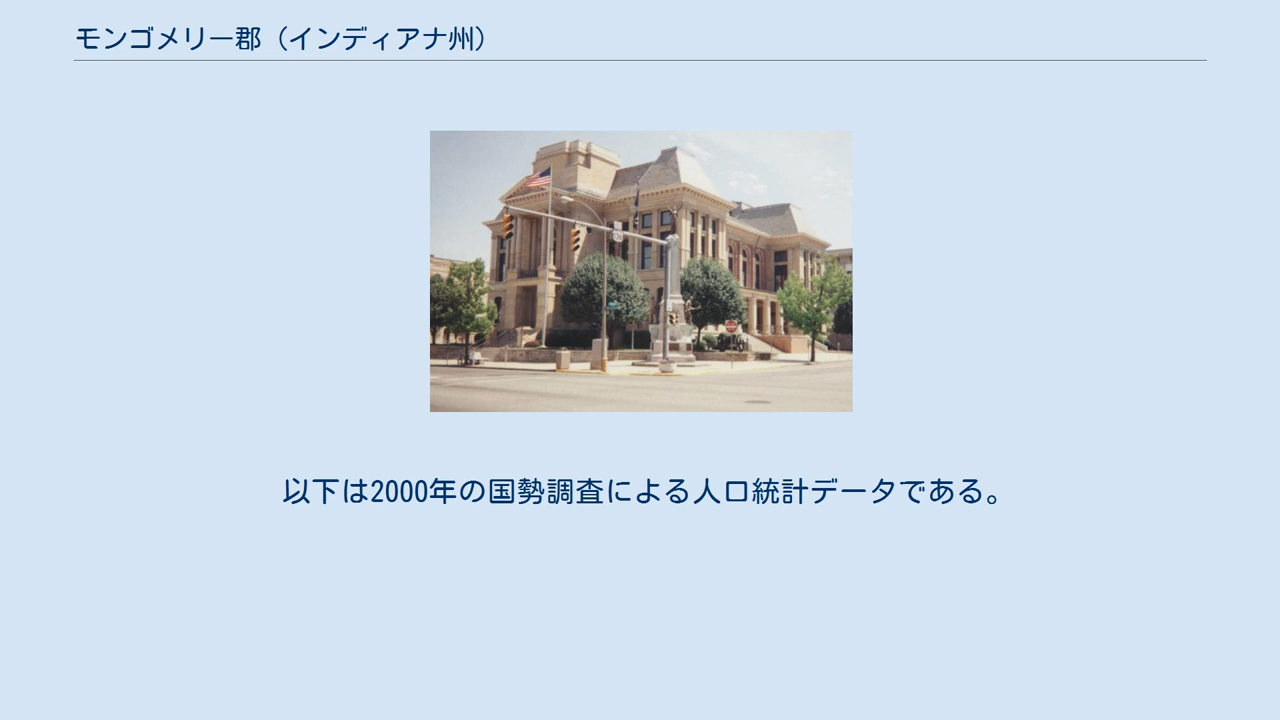 モンゴメリー郡（インディアナ州）
以下は2000年の国勢調査による人口統計データである。